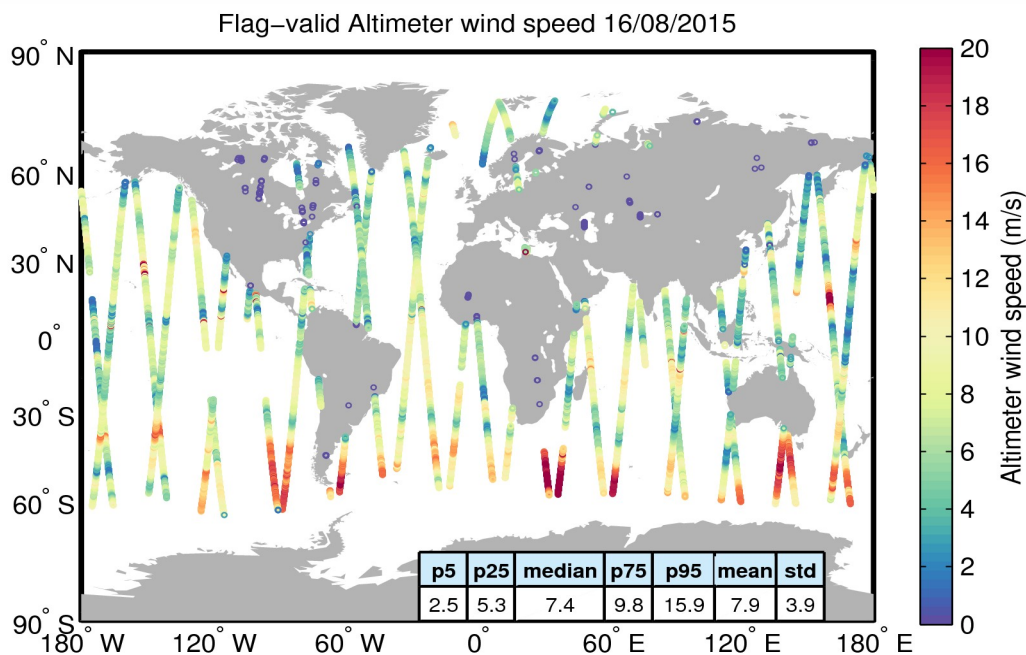 Flag−valid Altimeter wind speed 16/08/2015
90° N
60° N
30° N
0°
30° S
60° S
90° S
180° W
120° W
60° W
0°
60° E
120° E
180° E
p5 p25 median p75 p95 mean std
2.5 5.3 7.4 9.8 15.9 7.9 3.9
20
18
16
14
12
10
8
6
4
2
0
Altimeter wind speed (m/s)